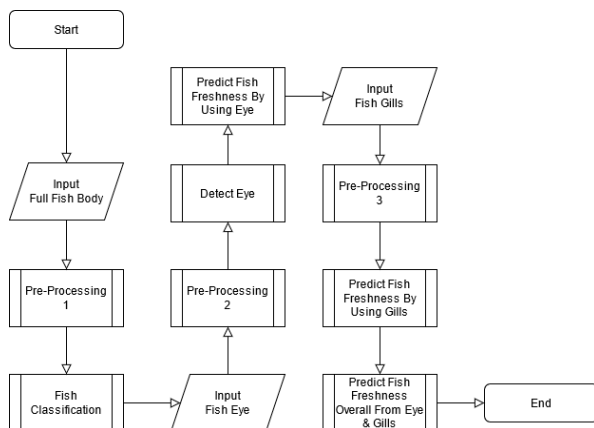 Start
Input
Full Fish Body
Pre-Processing
1
Fish
Classification
Input
Fish Eye
Pre-Processing
2
Detect Eye
Predict Fish
Freshness By
Using Eye
Input
Fish Gills
Pre-Processing
3
Predict Fish
Freshness By
Using Gills
Predict Fish
Freshness
Overall From Eye
& Gills
End